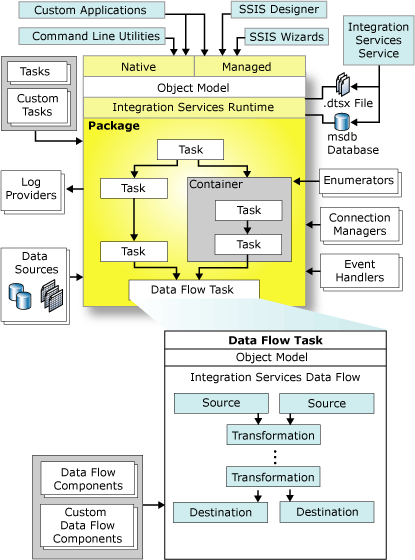 Custom Applications
SSIS Designer
Command Line Utilities
SSIS Wizards
Integration
Services
Service
Native
Managed
Object Model
Integration Services Runtime
.dtsx File
msdb
Database
Tasks
Custom
Tasks
Package
Task
Log
Providers
Task
Container
Task
Task
Task
Enumerators
Connection
Managers
Event
Handlers
Data
Sources
Data Flow Task
Data Flow Task
Object Model
Integration Services Data Flow
Source
Source
Transformation
Transformation
Destination
Destination
Data Flow
Components
Custom
Data Flow
Components